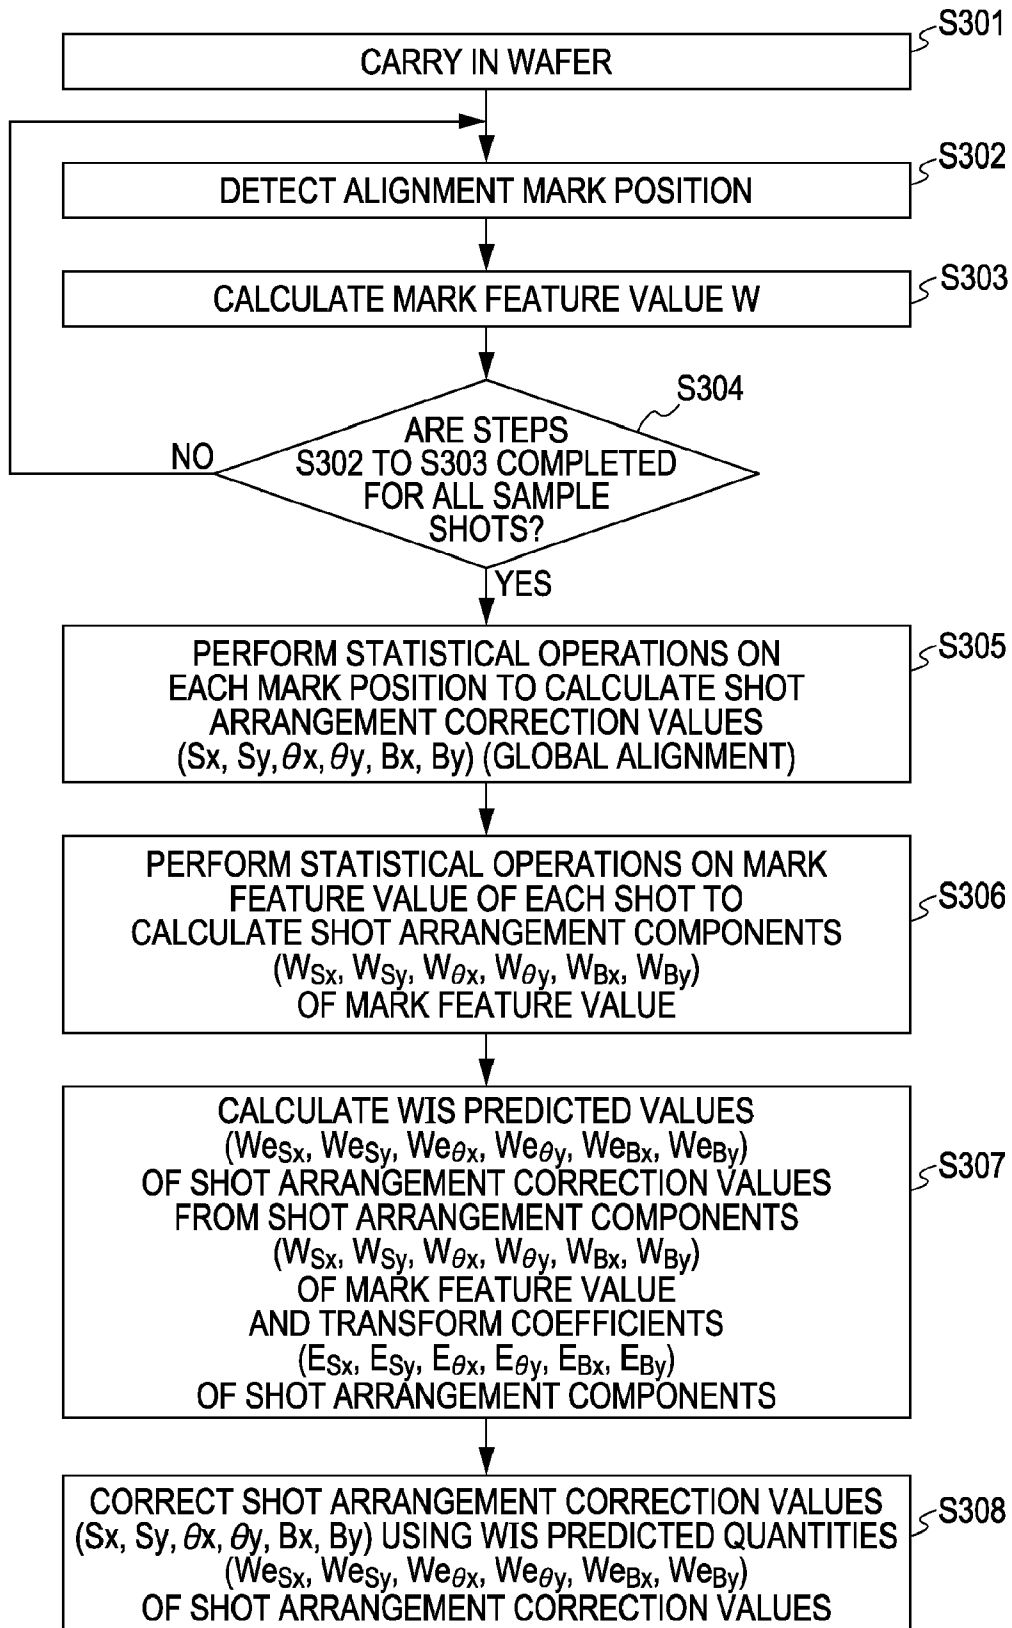 S301
CARRY IN WAFER
S302
DETECT ALIGNMENT MARK POSITION
S303
CALCULATE MARK FEATURE VALUE W
S304
ARE STEPS
S302 TO S303 COMPLETED
FOR ALL SAMPLE
SHOTS?
NO
YES
S305
PERFORM STATISTICAL OPERATIONS ON
EACH MARK POSITION TO CALCULATE SHOT
ARRANGEMENT CORRECTION VALUES
(Sx, Sy, θx, θy, Bx, By) (GLOBAL ALIGNMENT)
S306
PERFORM STATISTICAL OPERATIONS ON MARK
FEATURE VALUE OF EACH SHOT TO
CALCULATE SHOT ARRANGEMENT COMPONENTS
(WSx, WSy, Wθx, Wθy, WBx, WBy)
OF MARK FEATURE VALUE
S307
CALCULATE WIS PREDICTED VALUES
(WeSx, WeSy, Weθx, Weθy, WeBx, WeBy)
OF SHOT ARRANGEMENT CORRECTION VALUES
FROM SHOT ARRANGEMENT COMPONENTS
(WSx, WSy, Wθx, Wθy, WBx, WBy)
OF MARK FEATURE VALUE
AND TRANSFORM COEFFICIENTS
(ESx, ESy, Eθx, Eθy, EBx, EBy)
OF SHOT ARRANGEMENT COMPONENTS
S308
CORRECT SHOT ARRANGEMENT CORRECTION VALUES
(Sx, Sy, θx, θy, Bx, By) USING WIS PREDICTED QUANTITIES
(WeSx, WeSy, Weθx, Weθy, WeBx, WeBy)
OF SHOT ARRANGEMENT CORRECTION VALUES